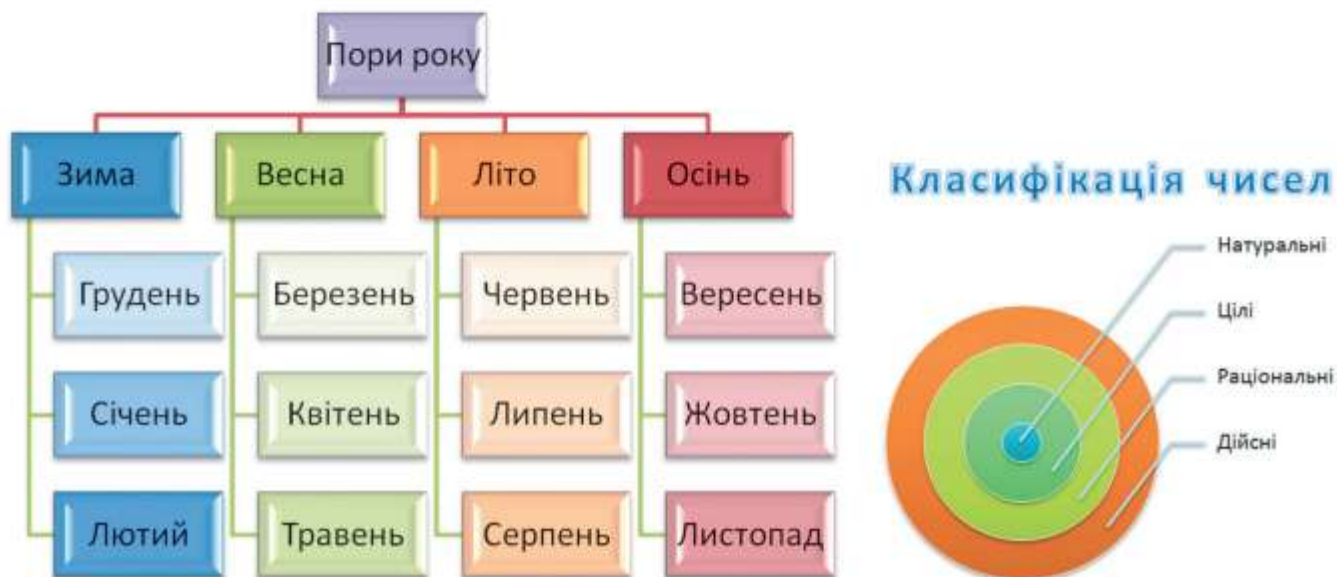 Пори року
Зима
Весна
Літо
Осінь
Грудень
Березень
Червень
Вересень
Січень
Квітень
Липень
Жовтень
Лютий
Травень
Серпень
Листопад
Класифікація чисел
Натуральні
Цілі
Раціональні
Дійсні